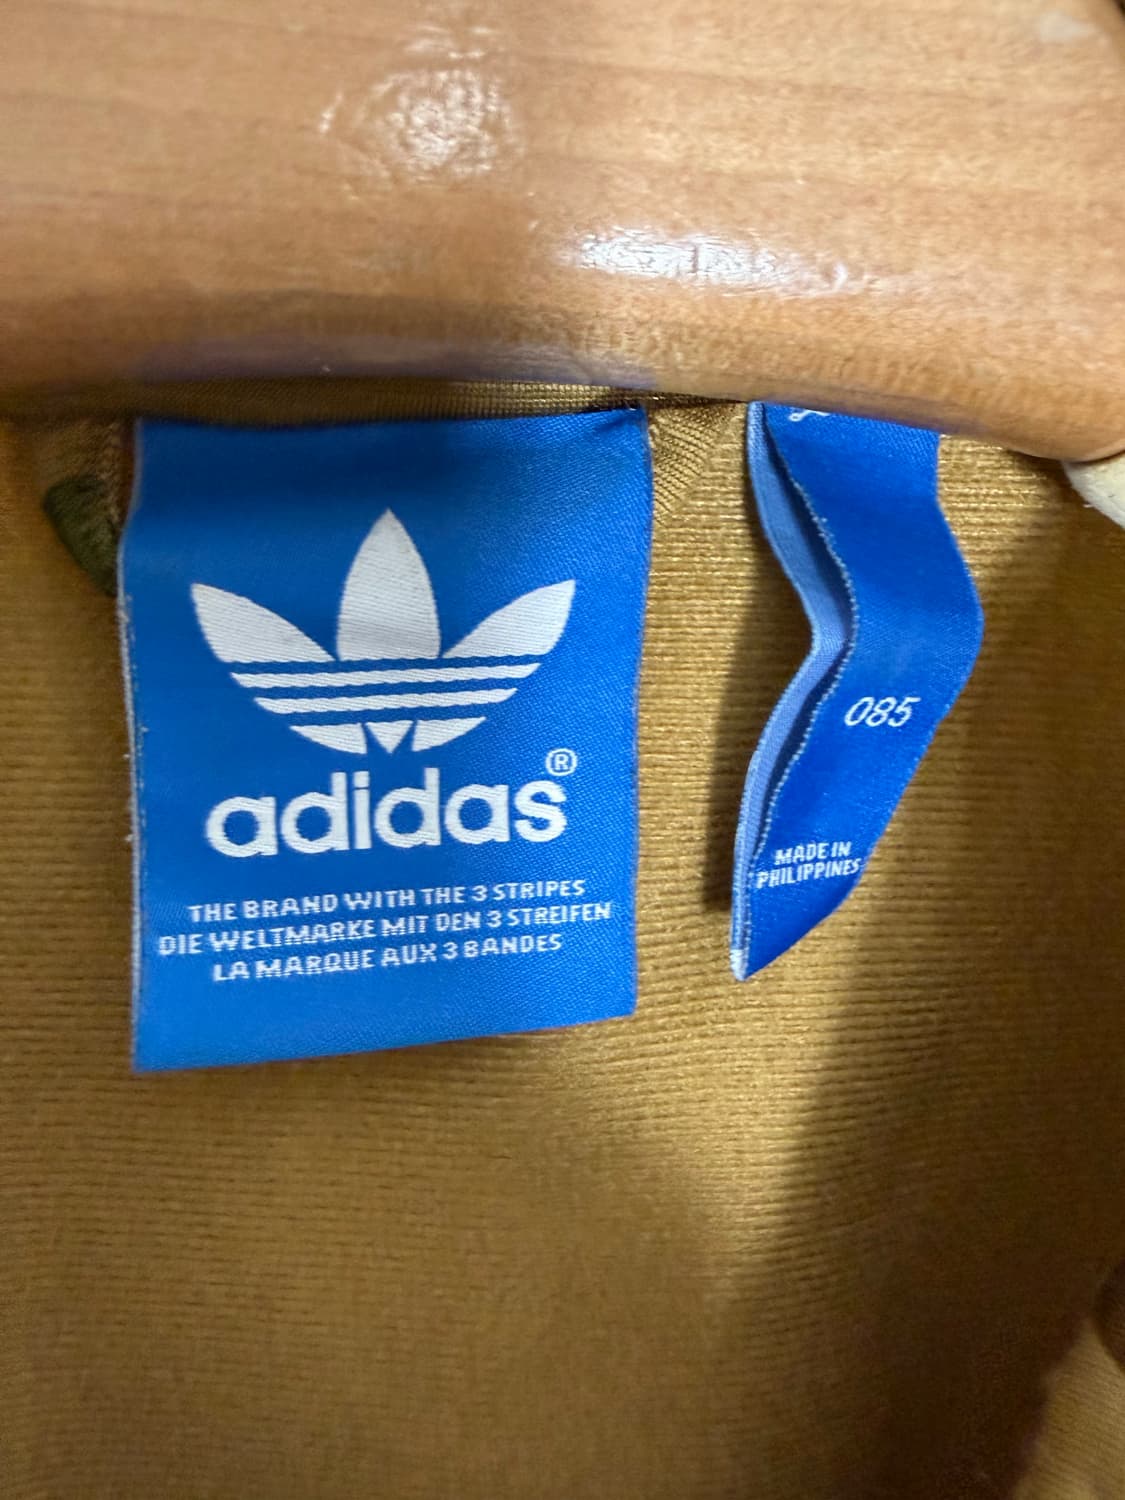 adidas®
THE BRAND WITH THE 3 STRIPES
DIE WELTMARKE MIT DEN 3 STREIFEN
LA MARQUE AUX 3 BANDES
085
MADE IN
PHILIPPINES